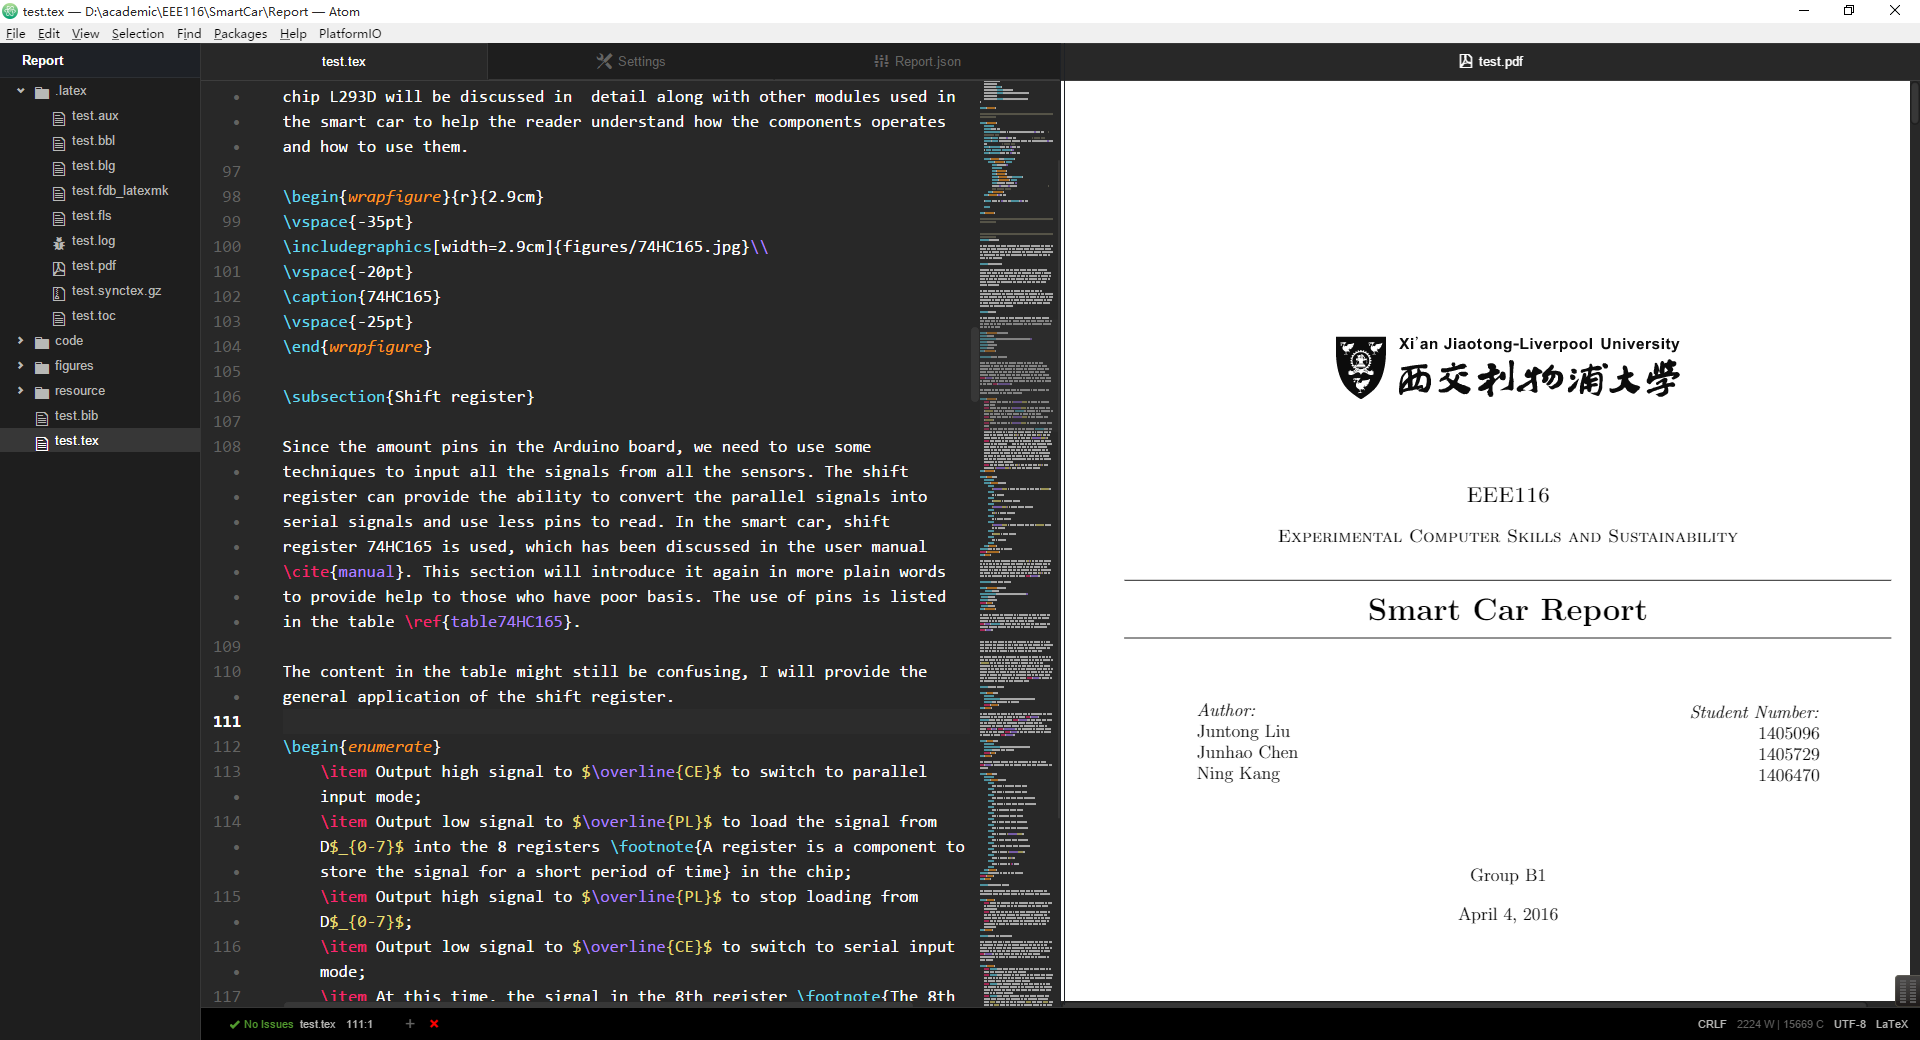 test.tex — D:\academic\EEE116\SmartCar\Report — Atom
File Edit View Selection Find Packages Help PlatformIO
Report
.latex
test.aux
test.bbl
test.blg
test.fdb_latexmk
test.fls
test.log
test.pdf
test.synctex.gz
test.toc
code
figures
resource
test.bib
test.tex
test.tex Settings Report.json
chip L293D will be discussed in  detail along with other modules used in
the smart car to help the reader understand how the components operates
and how to use them.
97
98 \begin{wrapfigure}{r}{2.9cm}
99 \vspace{-35pt}
100 \includegraphics[width=2.9cm]{figures/74HC165.jpg}\\
101 \vspace{-20pt}
102 \caption{74HC165}
103 \vspace{-25pt}
104 \end{wrapfigure}
105
106 \subsection{Shift register}
107
108 Since the amount pins in the Arduino board, we need to use some
techniques to input all the signals from all the sensors. The shift
register can provide the ability to convert the parallel signals into
serial signals and use less pins to read. In the smart car, shift
register 74HC165 is used, which has been discussed in the user manual
\cite{manual}. This section will introduce it again in more plain words
to provide help to those who have poor basis. The use of pins is listed
in the table \ref{table74HC165}.
109
110 The content in the table might still be confusing, I will provide the
general application of the shift register.
111
112 \begin{enumerate}
113 \item Output high signal to $\overline{CE}$ to switch to parallel
input mode;
114 \item Output low signal to $\overline{PL}$ to load the signal from
D$_{0-7}$ into the 8 registers \footnote{A register is a component to
store the signal for a short period of time} in the chip;
115 \item Output high signal to $\overline{PL}$ to stop loading from
D$_{0-7}$;
116 \item Output low signal to $\overline{CE}$ to switch to serial input
mode;
117 \item At this time, the signal in the 8th register \footnote{The 8th
No Issues test.tex 111:1 +
test.pdf
Xi'an Jiaotong-Liverpool University
西交利物浦大學
EEE116
Experimental Computer Skills and Sustainability
Smart Car Report
Author: Student Number:
Juntong Liu 1405096
Junhao Chen 1405729
Ning Kang 1406470
Group B1
April 4, 2016
CRLF 2224 W | 15669 C UTF-8 LaTeX